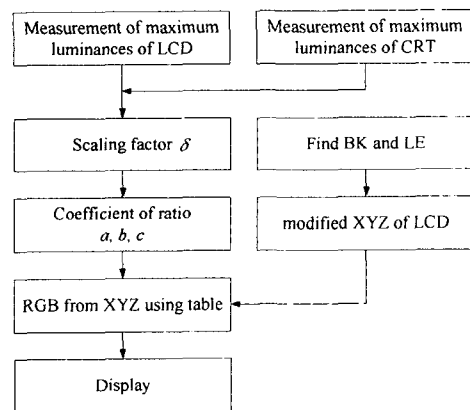 Measurement of maximum
luminances of LCD
Measurement of maximum
luminances of CRT
Scaling factor δ
Find BK and LE
Coefficient of ratio
a, b, c
modified XYZ of LCD
RGB from XYZ using table
Display